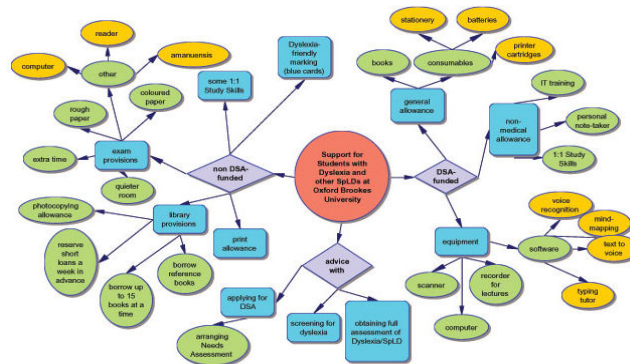 reader
computer
other
amanuensis
rough
paper
coloured
paper
extra time
exam
provisions
quieter
room
some 1:1
Study Skills
Dyslexia-
friendly
marking
(blue cards)
non DSA-
funded
photocopying
allowance
library
provisions
reserve
short
loans a
week in
advance
borrow up
to 15
books at a
time
borrow
reference
books
print
allowance
Support for
Students with
Dyslexia and
other SpLDs at
Oxford Brookes
University
advice
with
applying for
DSA
arranging
Needs
Assessment
screening for
dyslexia
obtaining full
assessment of
Dyslexia/SpLD
DSA-
funded
stationery
batteries
books
consumables
printer
cartridges
general
allowance
non-
medical
allowance
IT training
personal
note-taker
1:1 Study
Skills
equipment
scanner
computer
recorder
for
lectures
software
voice
recognition
mind-
mapping
text to
voice
typing
tutor